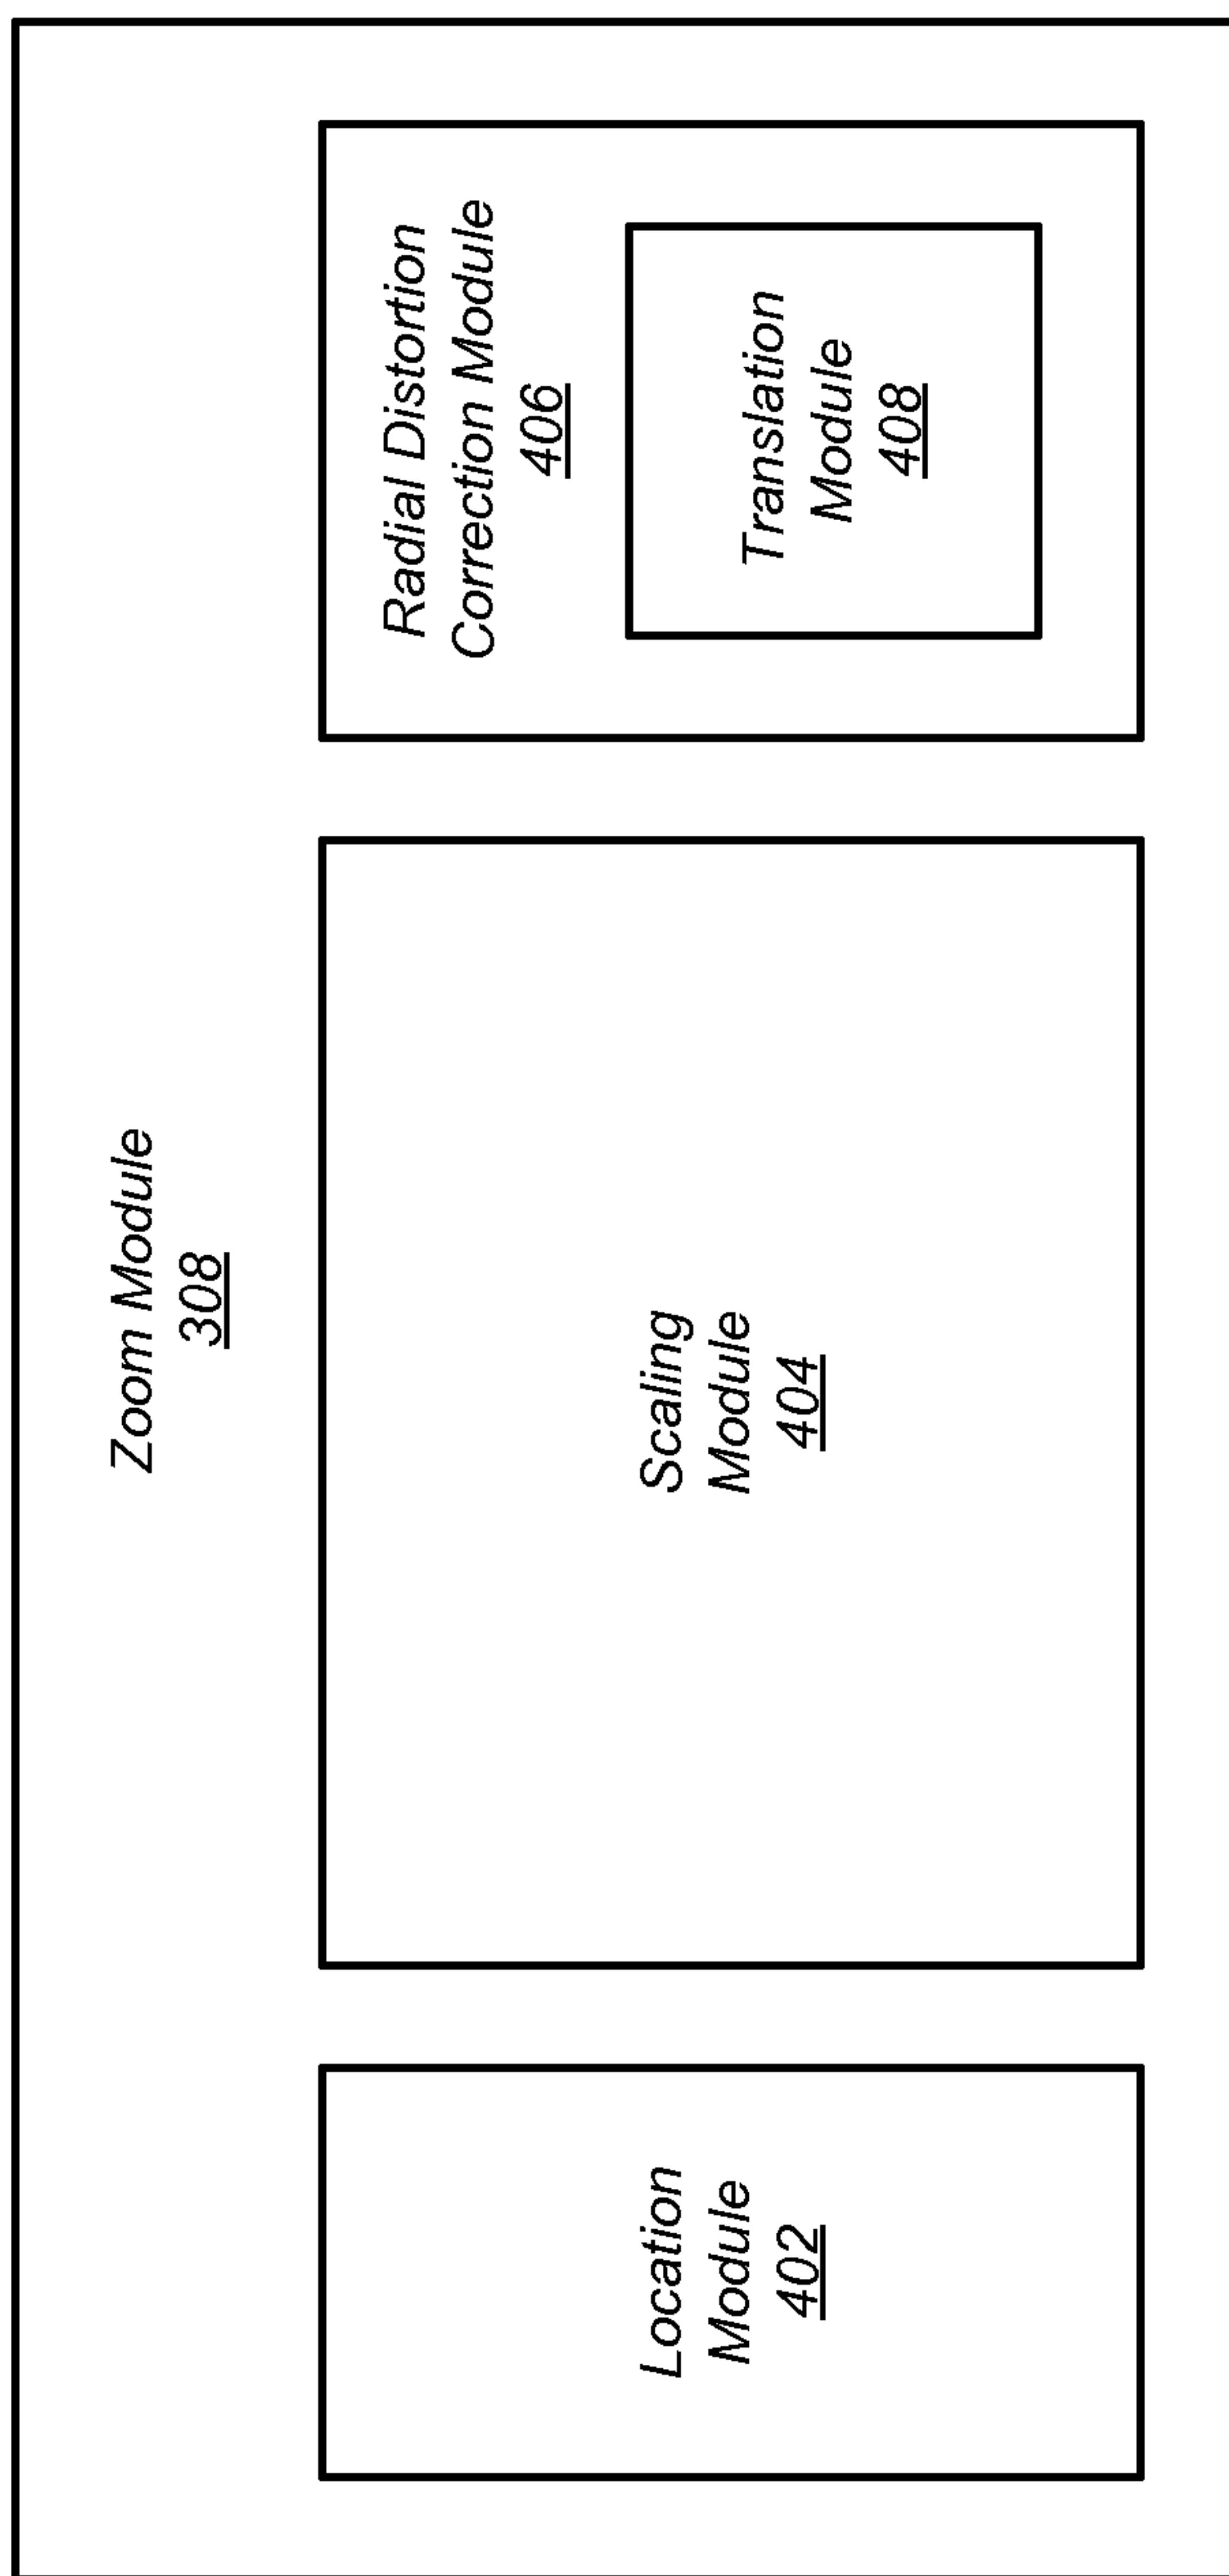 Zoom Module
308
Location
Module
402
Scaling
Module
404
Radial Distortion
Correction Module
406
Translation
Module
408